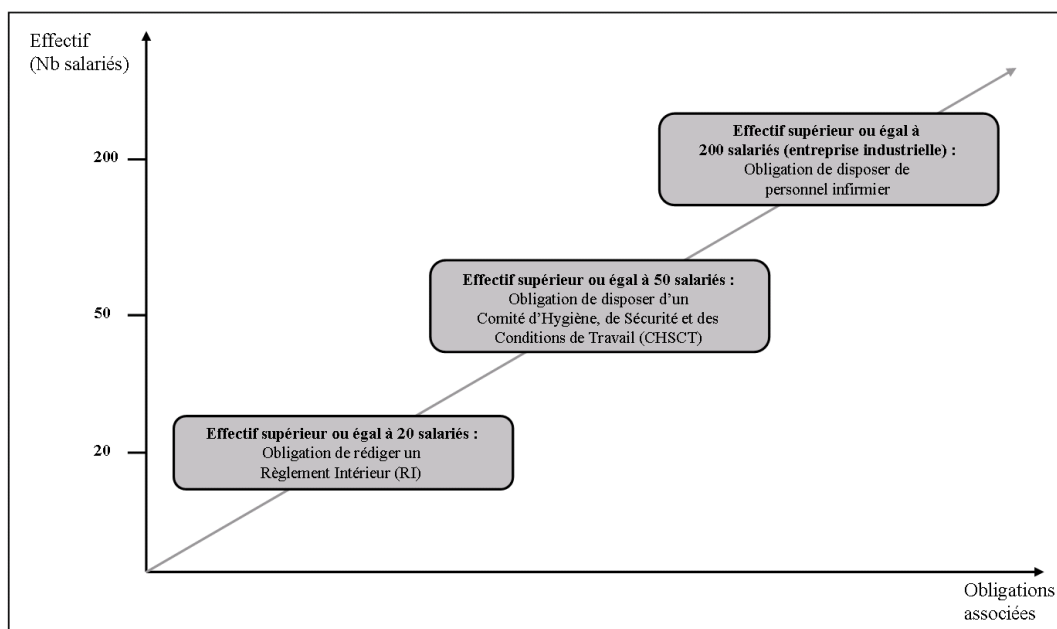 Effectif
(Nb salariés)
200
Effectif supérieur ou égal à
200 salariés (entreprise industrielle) :
Obligation de disposer de
personnel infirmier
50
Effectif supérieur ou égal à 50 salariés :
Obligation de disposer d’un
Comité d’Hygiène, de Sécurité et des
Conditions de Travail (CHSCT)
20
Effectif supérieur ou égal à 20 salariés :
Obligation de rédiger un
Règlement Intérieur (RI)
Obligations
associées